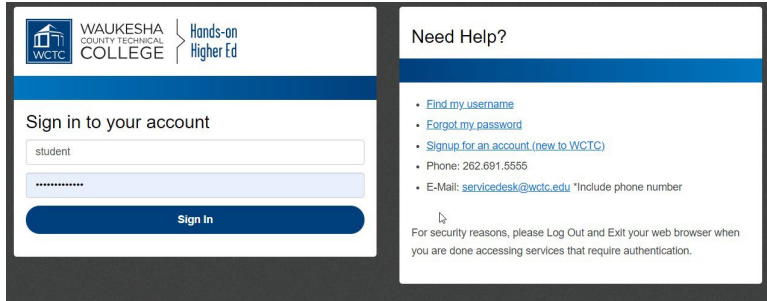 WCTC
WAUKESHA
COUNTY TECHNICAL
COLLEGE
Hands-on
Higher Ed
Sign in to your account
student
•••••••••••••
Sign In
Need Help?
• Find my username
• Forgot my password
• Signup for an account (new to WCTC)
• Phone: 262.691.5555
• E-Mail: servicedesk@wctc.edu *Include phone number
For security reasons, please Log Out and Exit your web browser when
you are done accessing services that require authentication.